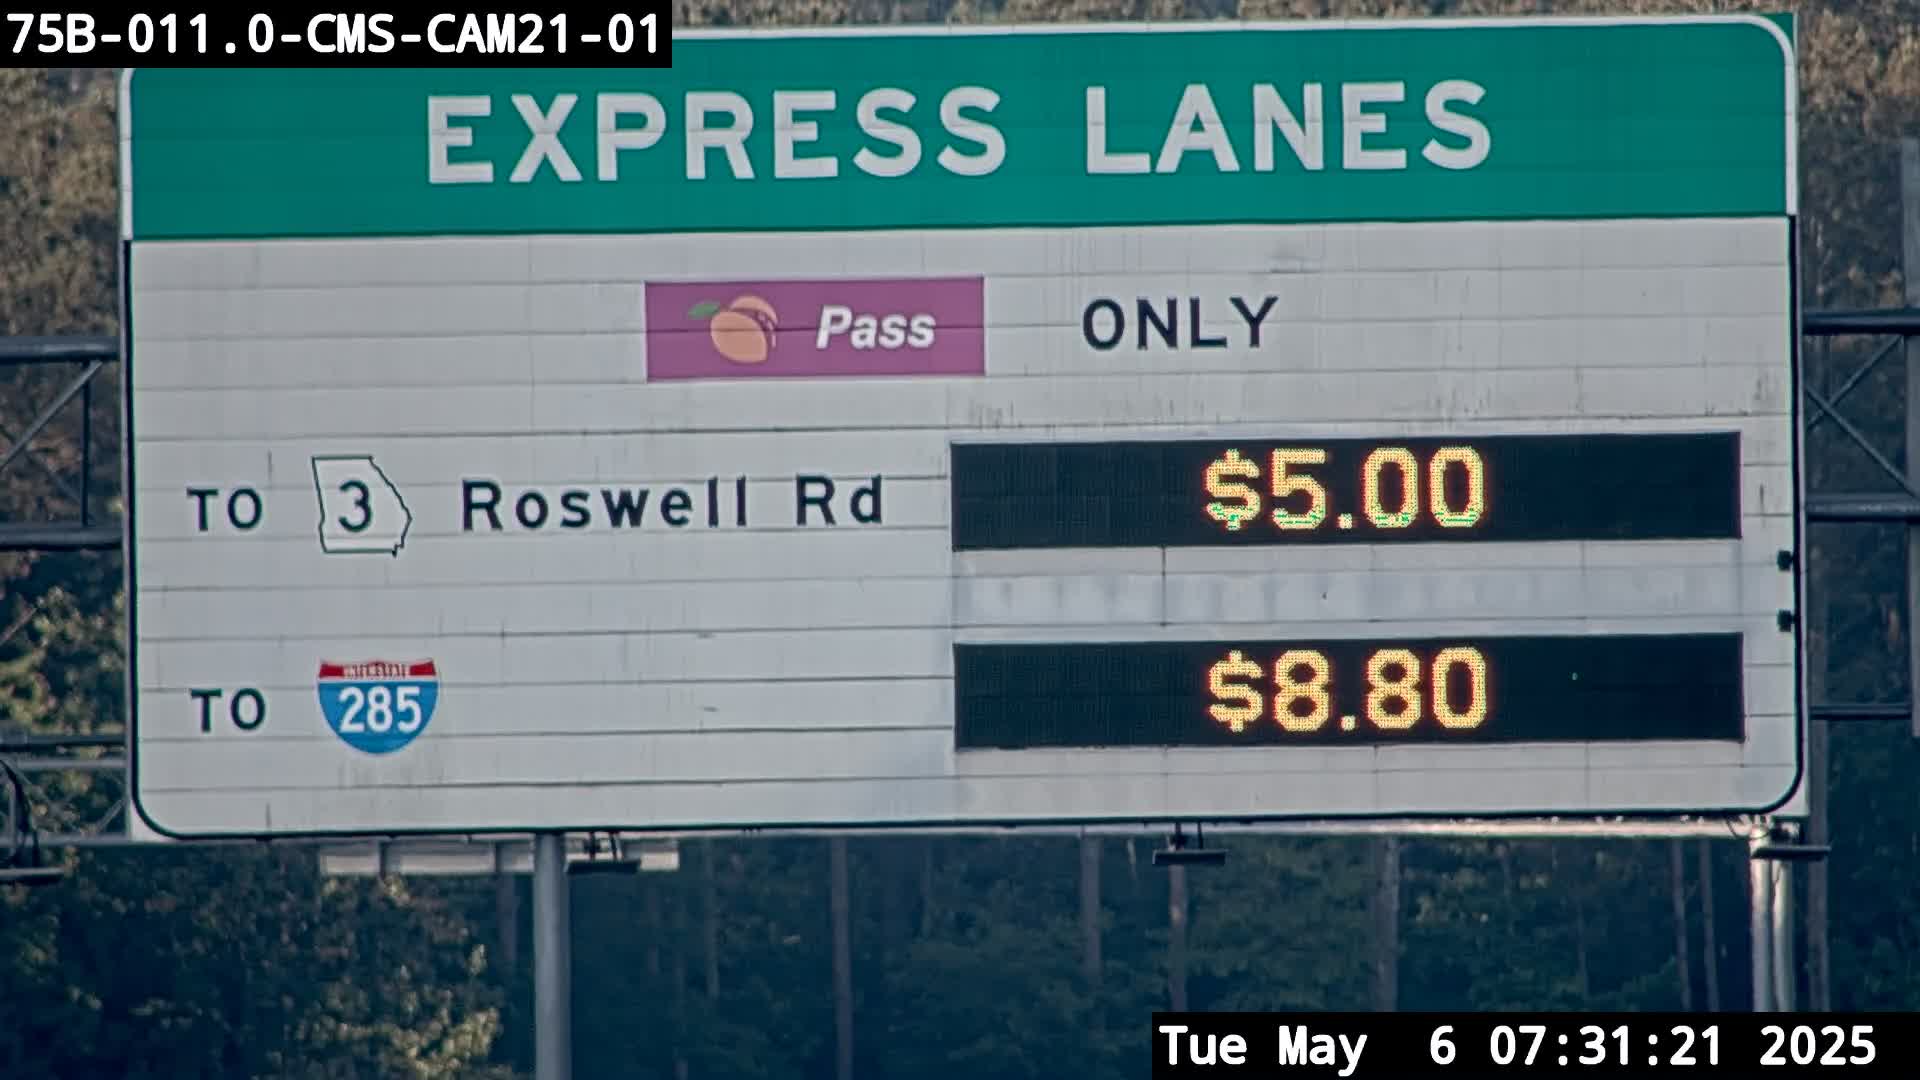 75B-011.0-CMS-CAM21-01
EXPRESS LANES
Pass ONLY
TO 3 Roswell Rd $5.00
INTERSTATE
TO 285 $8.80
Tue May 6 07:31:21 2025